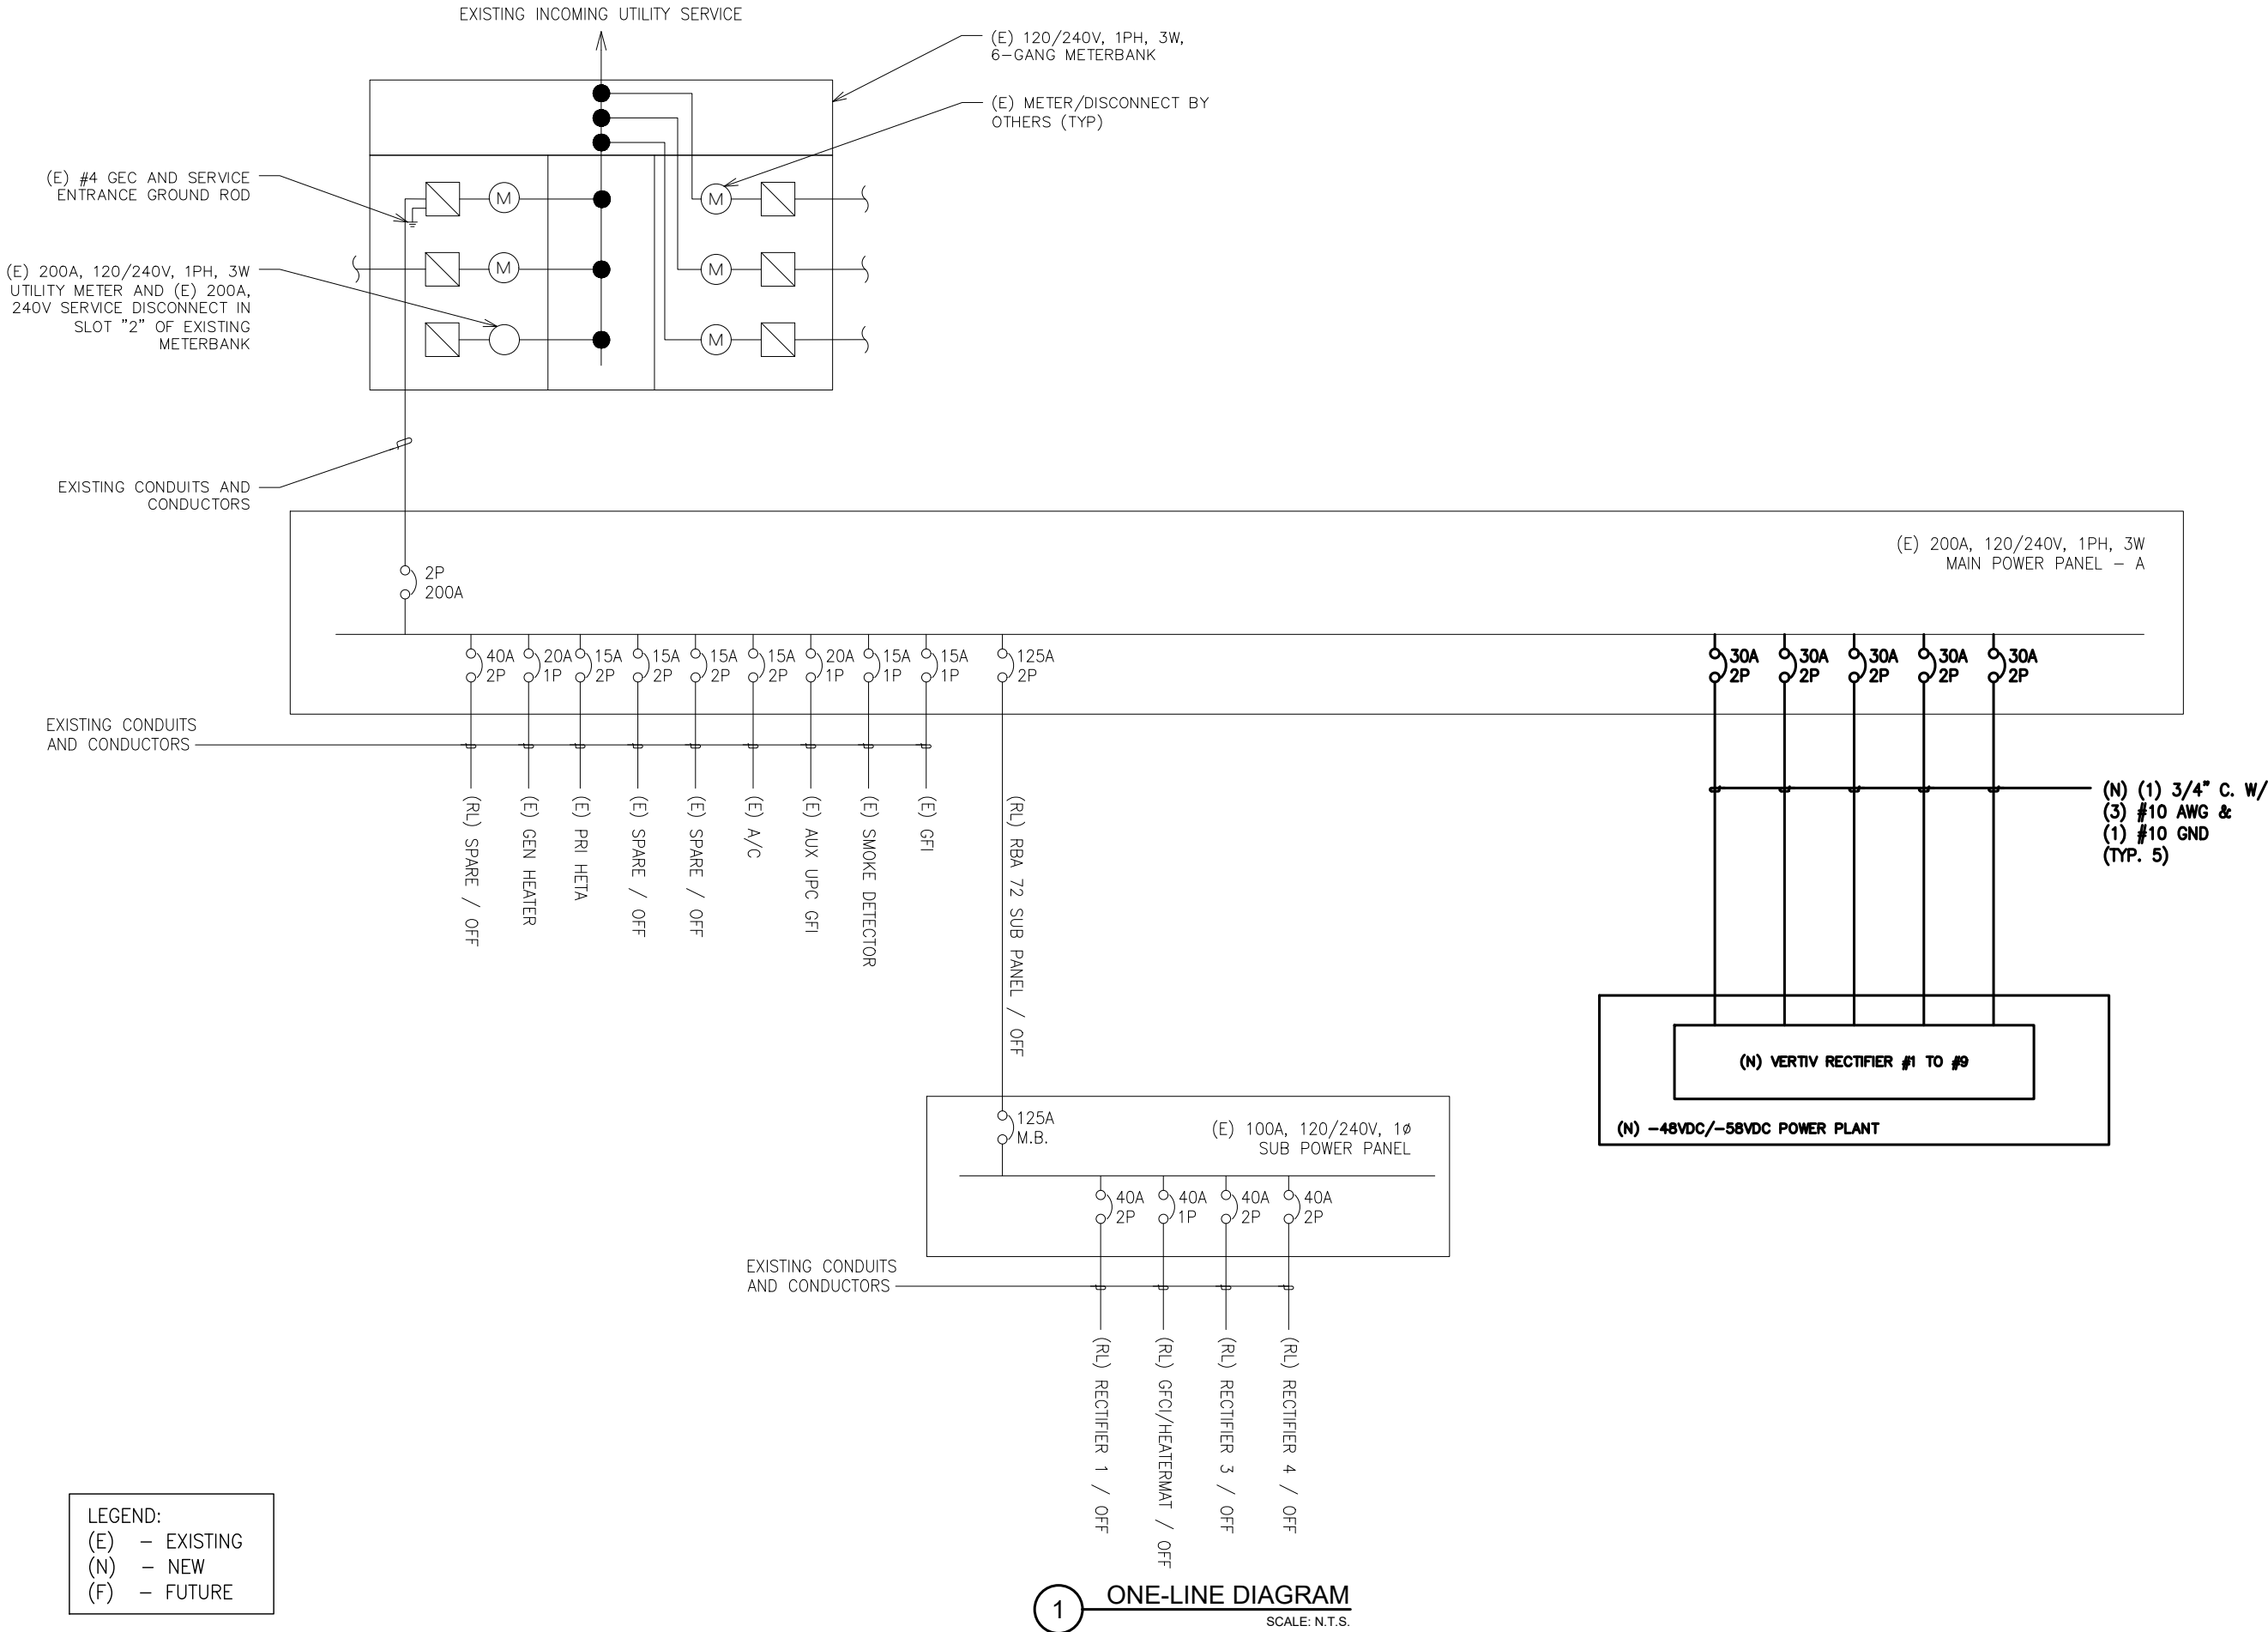 EXISTING INCOMING UTILITY SERVICE
(E) 120/240V, 1PH, 3W,
6-GANG METERBANK
(E) METER/DISCONNECT BY
OTHERS (TYP)
(E) #4 GEC AND SERVICE
ENTRANCE GROUND ROD
M
M
M
M
M
(E) 200A, 120/240V, 1PH, 3W
UTILITY METER AND (E) 200A,
240V SERVICE DISCONNECT IN
SLOT "2" OF EXISTING
METERBANK
EXISTING CONDUITS AND
CONDUCTORS
(E) 200A, 120/240V, 1PH, 3W
MAIN POWER PANEL - A
2P
200A
40A
2P
20A
1P
15A
2P
15A
2P
15A
2P
15A
2P
20A
1P
15A
1P
15A
1P
125A
2P
30A
2P
30A
2P
30A
2P
30A
2P
30A
2P
EXISTING CONDUITS
AND CONDUCTORS
(RL) SPARE / OFF
(E) GEN HEATER
(E) PRI HETA
(E) SPARE / OFF
(E) SPARE / OFF
(E) A/C
(E) AUX UPC GFI
(E) SMOKE DETECTOR
(E) GFI
(RL) RBA 72 SUB PANEL / OFF
(N) (1) 3/4" C. W/
(3) #10 AWG &
(1) #10 GND
(TYP. 5)
(N) VERTIV RECTIFIER #1 TO #9
(N) -48VDC/-58VDC POWER PLANT
125A
M.B.
(E) 100A, 120/240V, 1ø
SUB POWER PANEL
40A
2P
40A
1P
40A
2P
40A
2P
EXISTING CONDUITS
AND CONDUCTORS
(RL) RECTIFIER 1 / OFF
(RL) GFCI/HEATERMAT / OFF
(RL) RECTIFIER 3 / OFF
(RL) RECTIFIER 4 / OFF
LEGEND:
(E) - EXISTING
(N) - NEW
(F) - FUTURE
1 ONE-LINE DIAGRAM
SCALE: N.T.S.